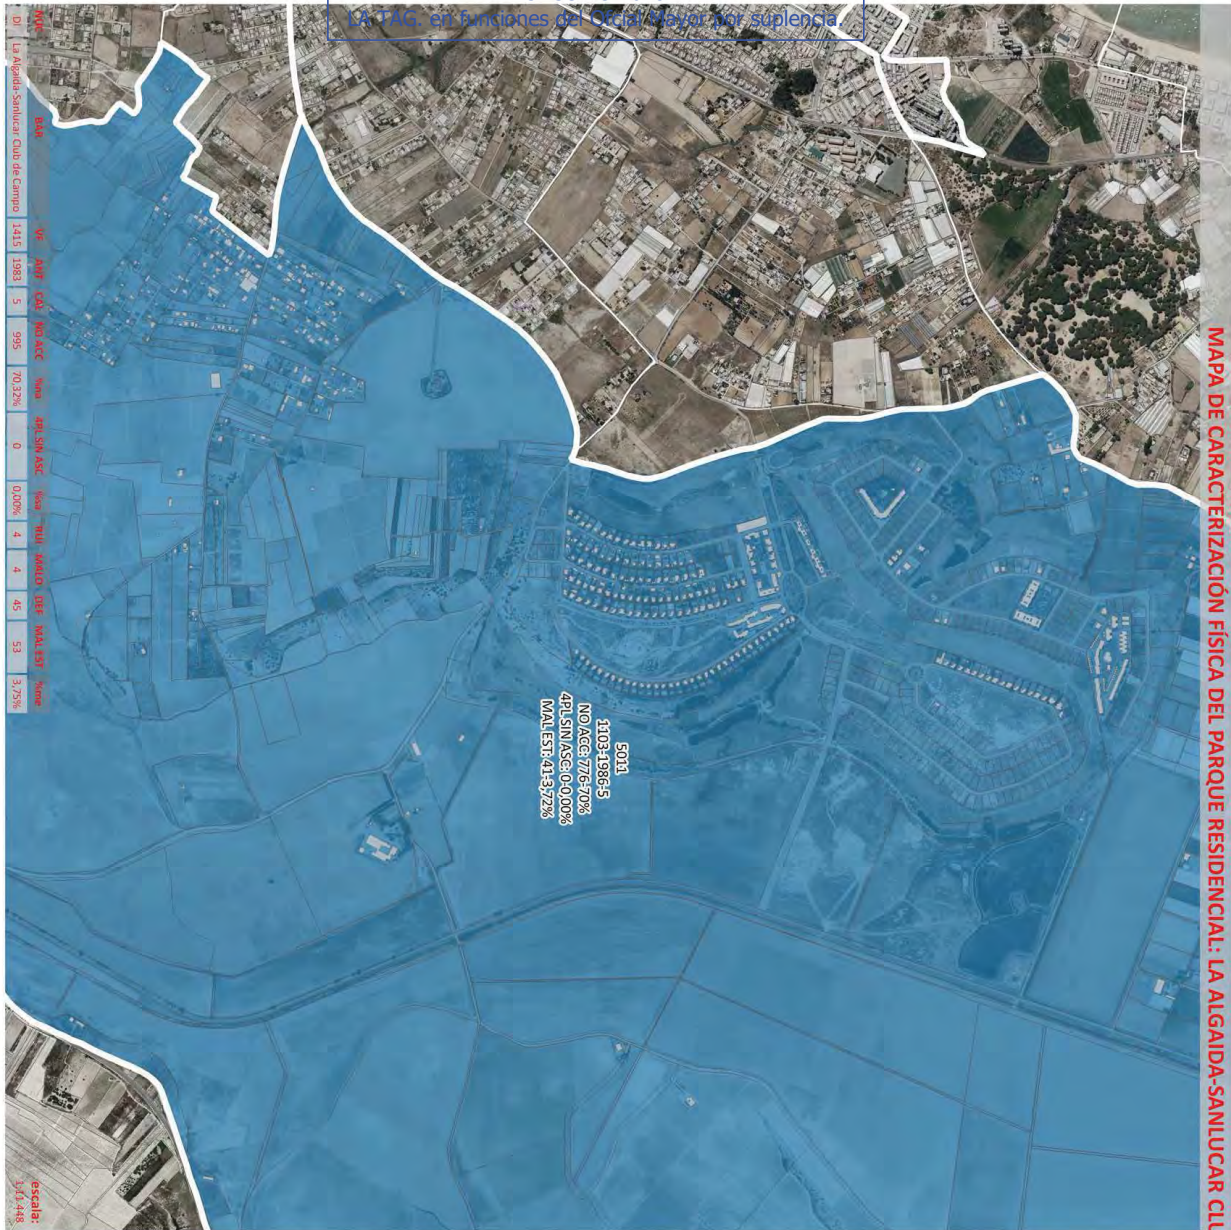 LA TAG. en funciones del Oficial Mayor por suplencia.
MAPA DE CARACTERIZACIÓN FÍSICA DEL PARQUE RESIDENCIAL: LA ALGAIDA-SANLUCAR CL
5011
1103-1986-5
NO ACC: 776-70%
4PL SIN ASC: 0-0,00%
MAL EST: 41-3,72%
BAR VF ANT CAL NO ACC %na 4PL SIN ASC %sa RUI MALO DEF MAL EST %me
DI La Algaida-Sanlucar Club de Campo 1415 1983 5 995 70,32% 0 0,00% 4 4 45 53 3,75%
escala:
1:11.448